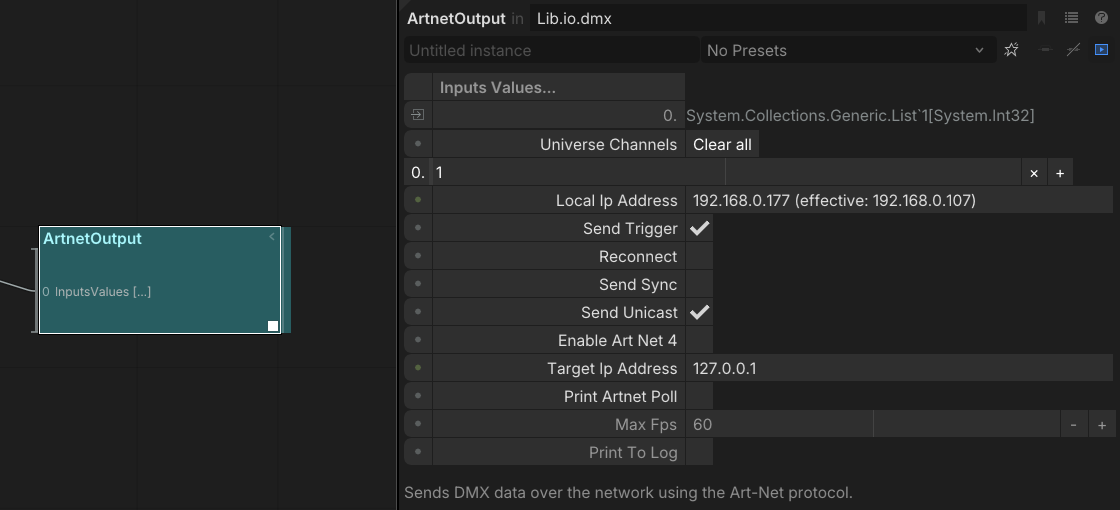 ArtnetOutput in Lib.io.dmx
Untitled instance No Presets
Inputs Values...
0. System.Collections.Generic.List`1[System.Int32]
Universe Channels Clear all
0. 1 × +
Local Ip Address 192.168.0.177 (effective: 192.168.0.107)
Send Trigger
Reconnect
Send Sync
Send Unicast
Enable Art Net 4
Target Ip Address 127.0.0.1
Print Artnet Poll
Max Fps 60 - +
Print To Log
Sends DMX data over the network using the Art-Net protocol.
ArtnetOutput <
0 InputsValues [...]